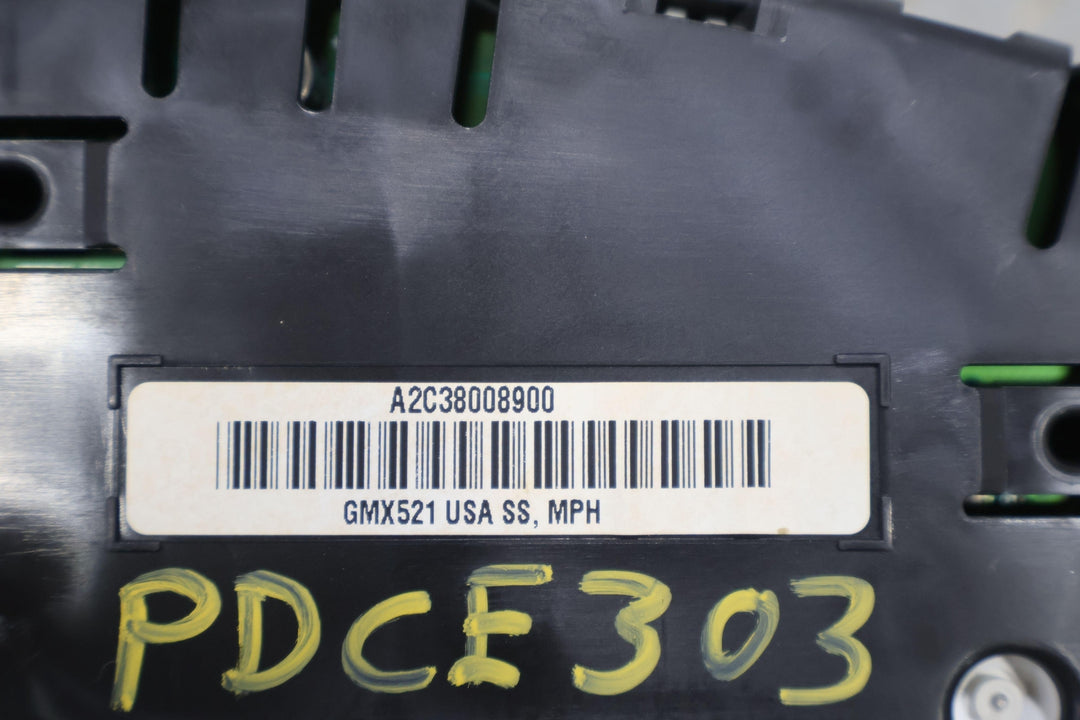 A2C38008900
GMX521 USA SS, MPH
PDCE303